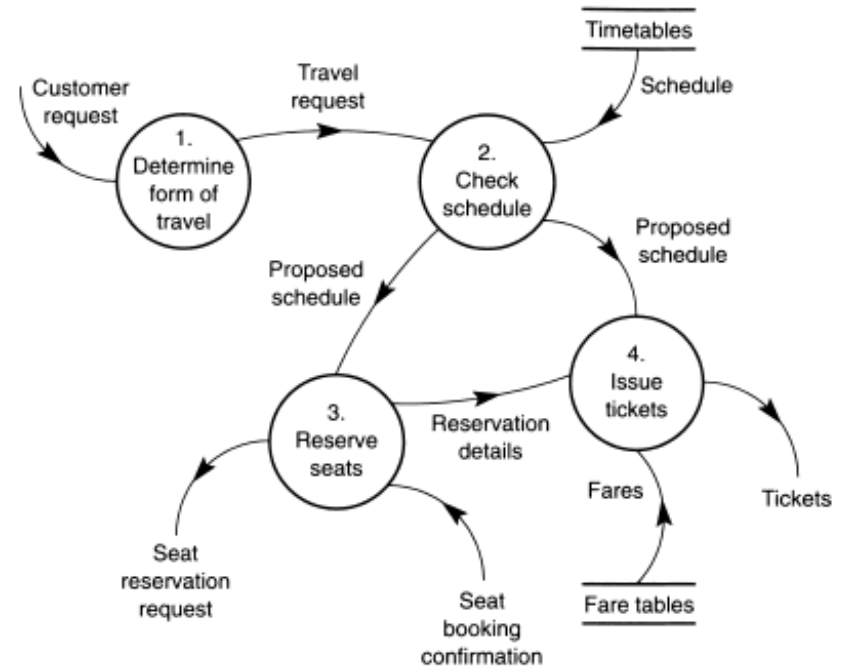 Timetables
Customer
request
Travel
request
Schedule
1.
Determine
form of
travel
2.
Check
schedule
Proposed
schedule
Proposed
schedule
4.
Issue
tickets
3.
Reserve
seats
Reservation
details
Fares
Tickets
Seat
reservation
request
Seat
booking
confirmation
Fare tables